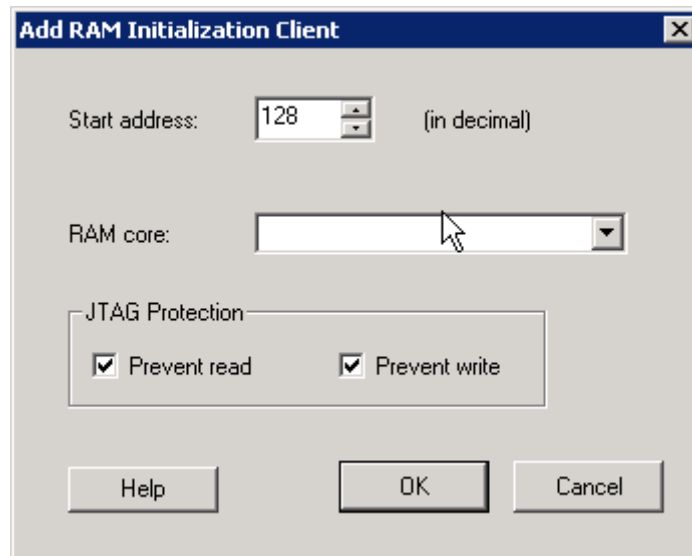 Add RAM Initialization Client
Start address: 128 (in decimal)
RAM core:
JTAG Protection
Prevent read Prevent write
Help OK Cancel